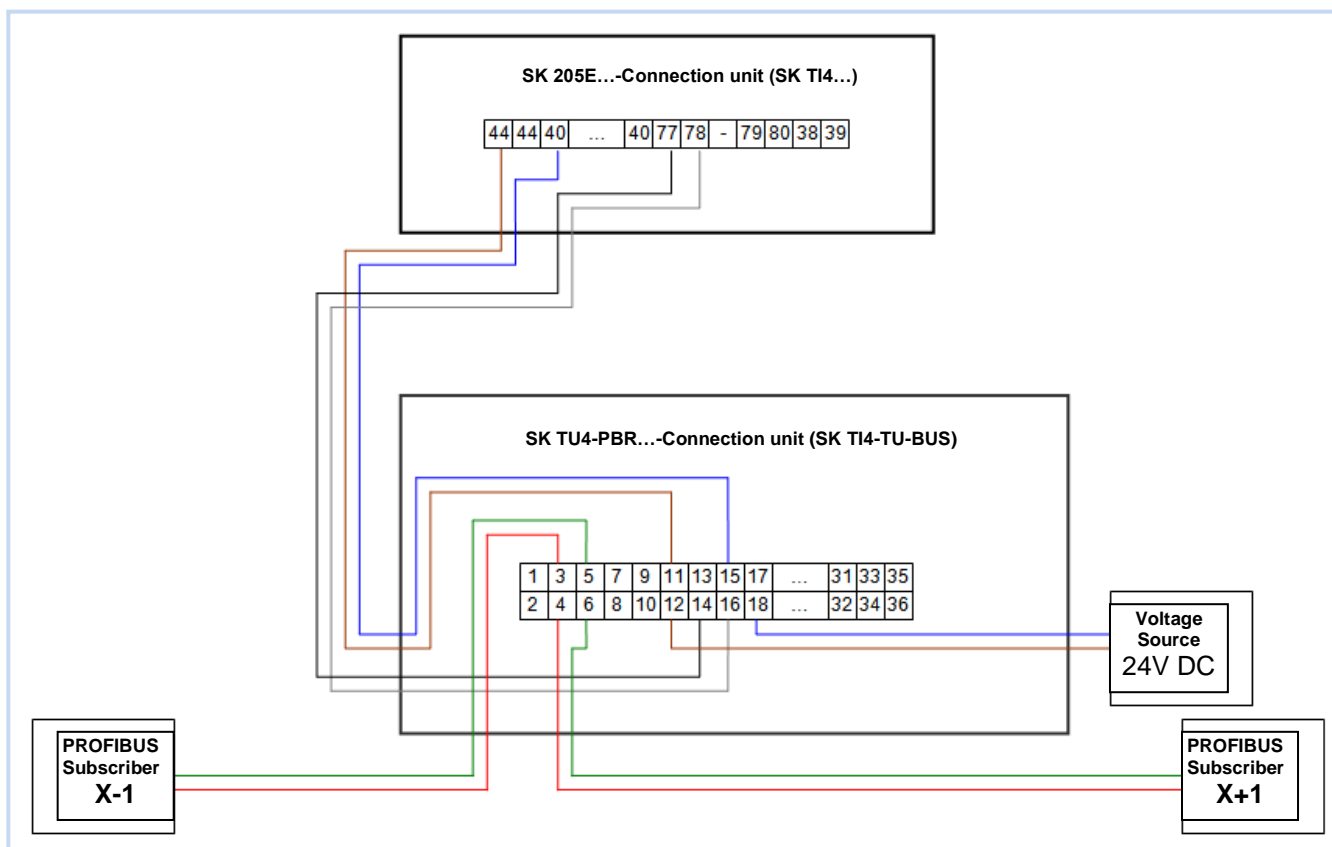 SK 205E…-Connection unit (SK TI4…)
44 44 40 … 40 77 78 - 79 80 38 39
SK TU4-PBR…-Connection unit (SK TI4-TU-BUS)
1 3 5 7 9 11 13 15 17 … 31 33 35
2 4 6 8 10 12 14 16 18 … 32 34 36
Voltage
Source
24V DC
PROFIBUS
Subscriber
X-1
PROFIBUS
Subscriber
X+1